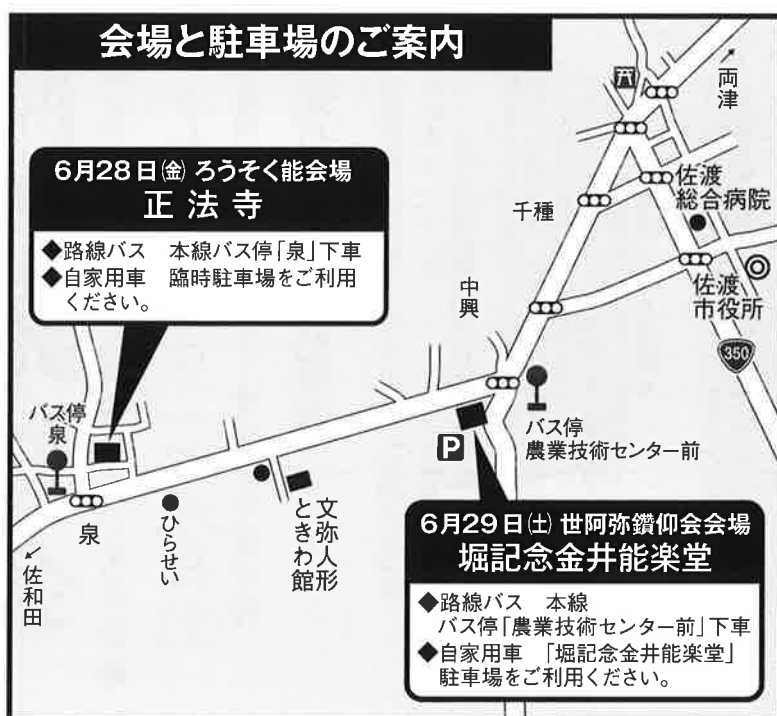 会場と駐車場のご案内
両津
6月28日㈮ ろうそく能会場
正法寺
◆路線バス 本線バス停「泉」下車
◆自家用車 臨時駐車場をご利用
ください。
千種
佐渡
総合病院
中興
佐渡
市役所
350
バス停
泉
バス停
農業技術センター前
P
泉
ひらせい
文弥人形
ときわ館
佐和田
6月29日㈯ 世阿弥鑽仰会会場
堀記念金井能楽堂
◆路線バス 本線
バス停「農業技術センター前」下車
◆自家用車 「堀記念金井能楽堂」
駐車場をご利用ください。